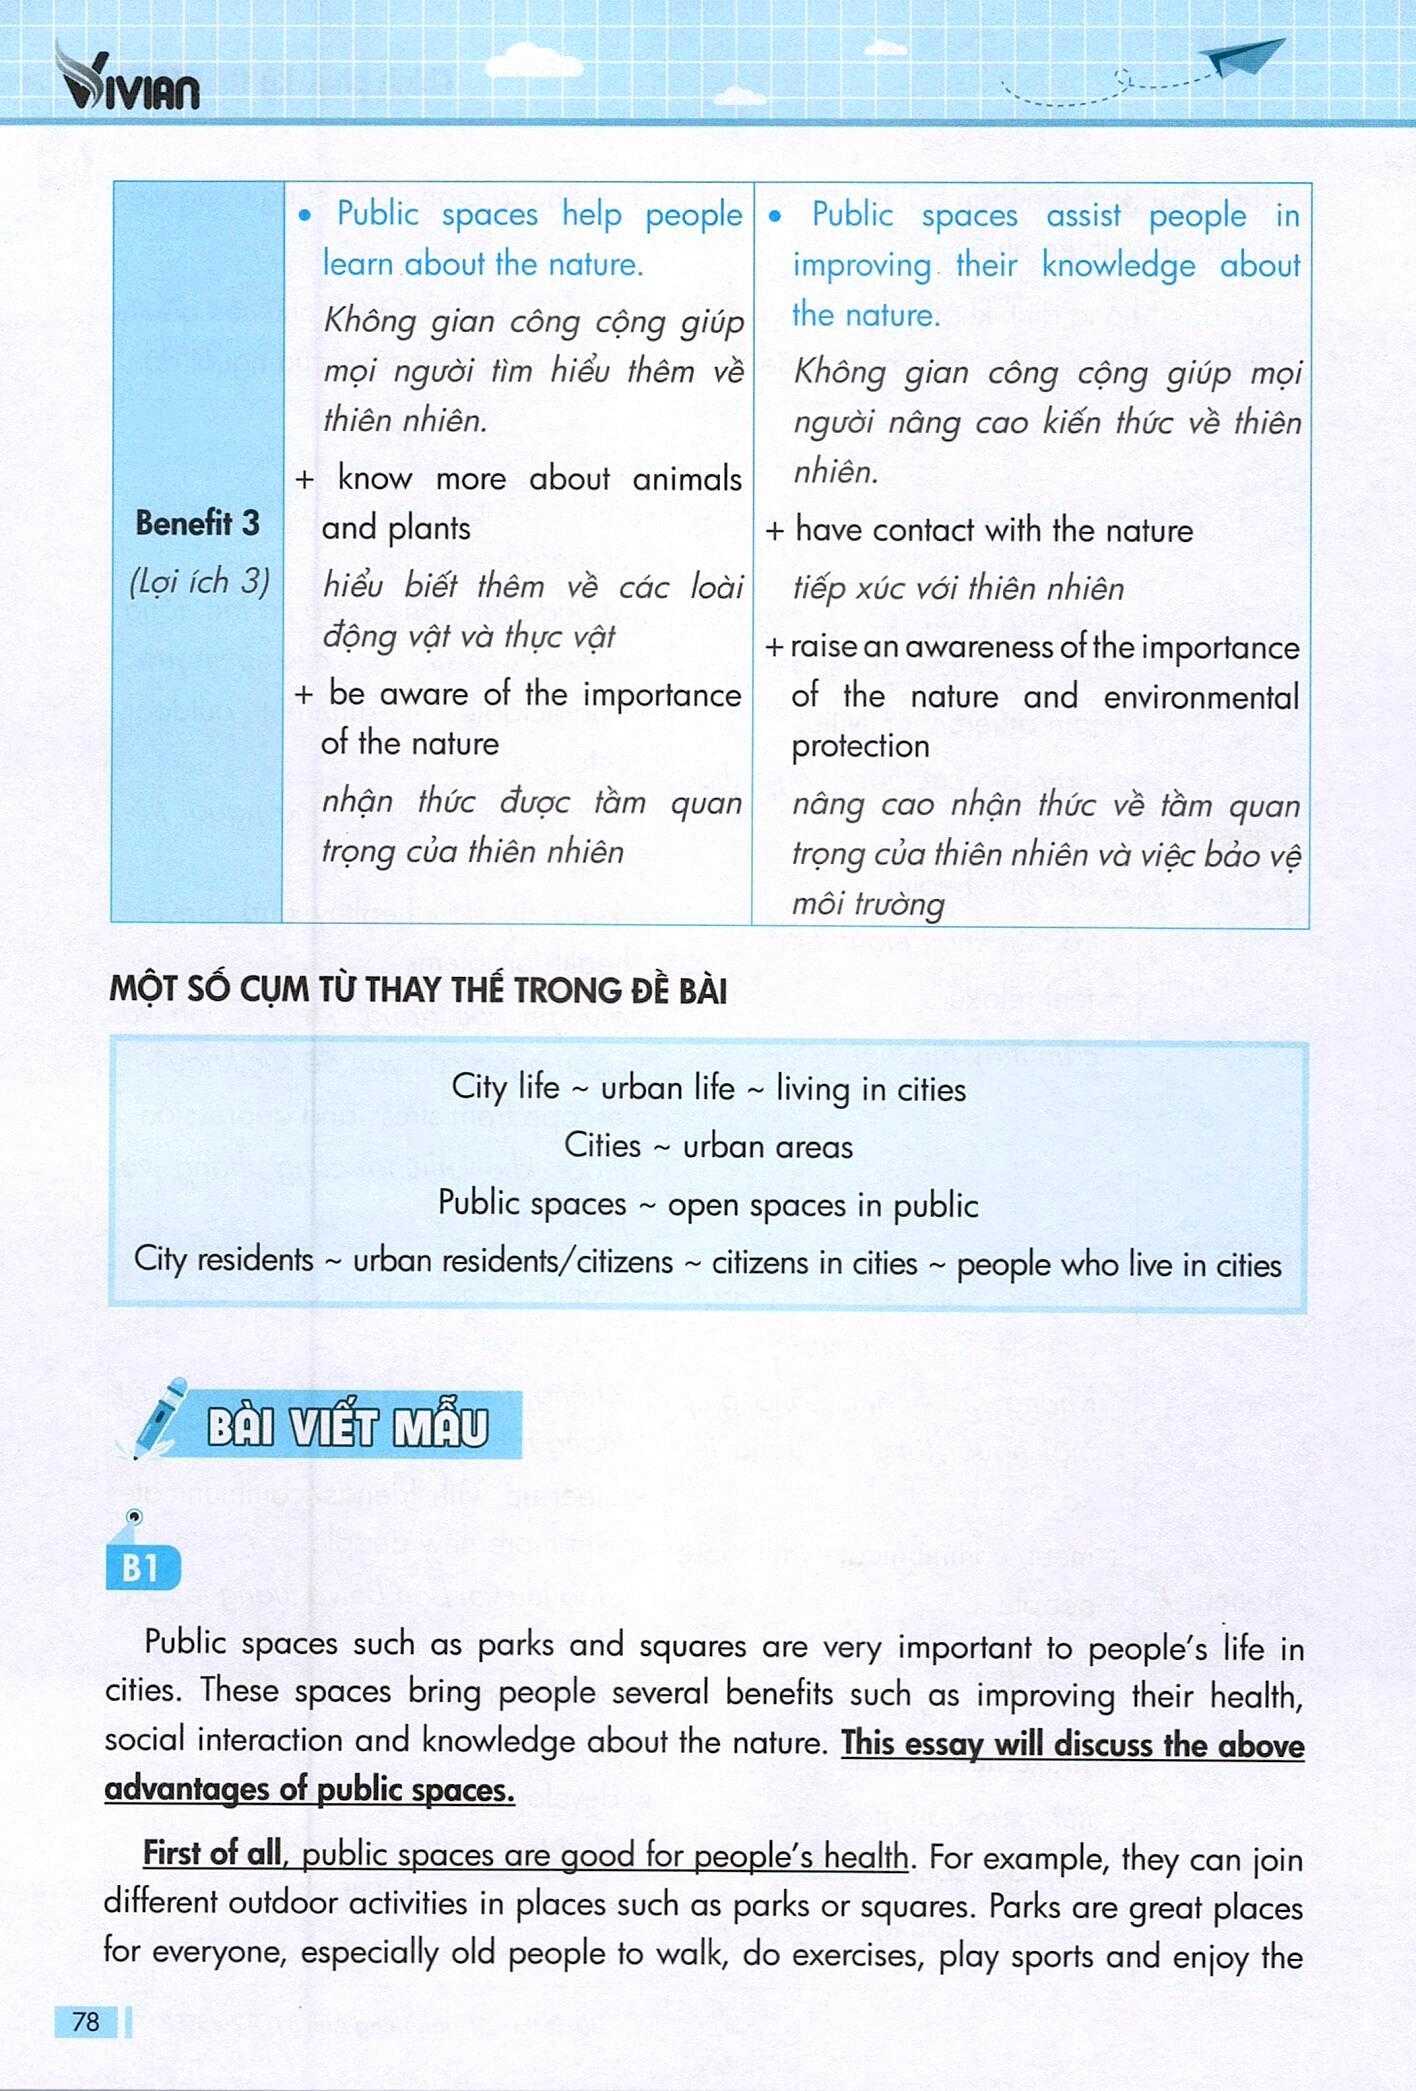 VIVIAN
Benefit 3
(Lợi ích 3)
• Public spaces help people
learn about the nature.
Không gian công cộng giúp
mọi người tìm hiểu thêm về
thiên nhiên.
+ know more about animals
and plants
hiểu biết thêm về các loài
động vật và thực vật
+ be aware of the importance
of the nature
nhận thức được tầm quan
trọng của thiên nhiên
• Public spaces assist people in
improving their knowledge about
the nature.
Không gian công cộng giúp mọi
người nâng cao kiến thức về thiên
nhiên.
+ have contact with the nature
tiếp xúc với thiên nhiên
+ raise an awareness of the importance
of the nature and environmental
protection
nâng cao nhận thức về tầm quan
trọng của thiên nhiên và việc bảo vệ
môi trường
MỘT SỐ CỤM TỪ THAY THẾ TRONG ĐỀ BÀI
City life ~ urban life ~ living in cities
Cities ~ urban areas
Public spaces ~ open spaces in public
City residents ~ urban residents/citizens ~ citizens in cities ~ people who live in cities
BÀI VIẾT MẪU
B1
Public spaces such as parks and squares are very important to people's life in
cities. These spaces bring people several benefits such as improving their health,
social interaction and knowledge about the nature. This essay will discuss the above
advantages of public spaces.
First of all, public spaces are good for people's health. For example, they can join
different outdoor activities in places such as parks or squares. Parks are great places
for everyone, especially old people to walk, do exercises, play sports and enjoy the
78